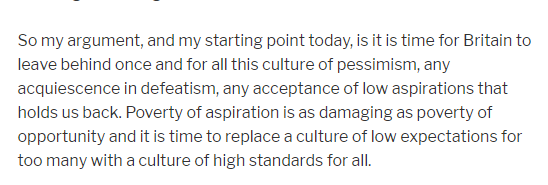 So my argument, and my starting point today, is it is time for Britain to
leave behind once and for all this culture of pessimism, any
acquiescence in defeatism, any acceptance of low aspirations that
holds us back. Poverty of aspiration is as damaging as poverty of
opportunity and it is time to replace a culture of low expectations for
too many with a culture of high standards for all.